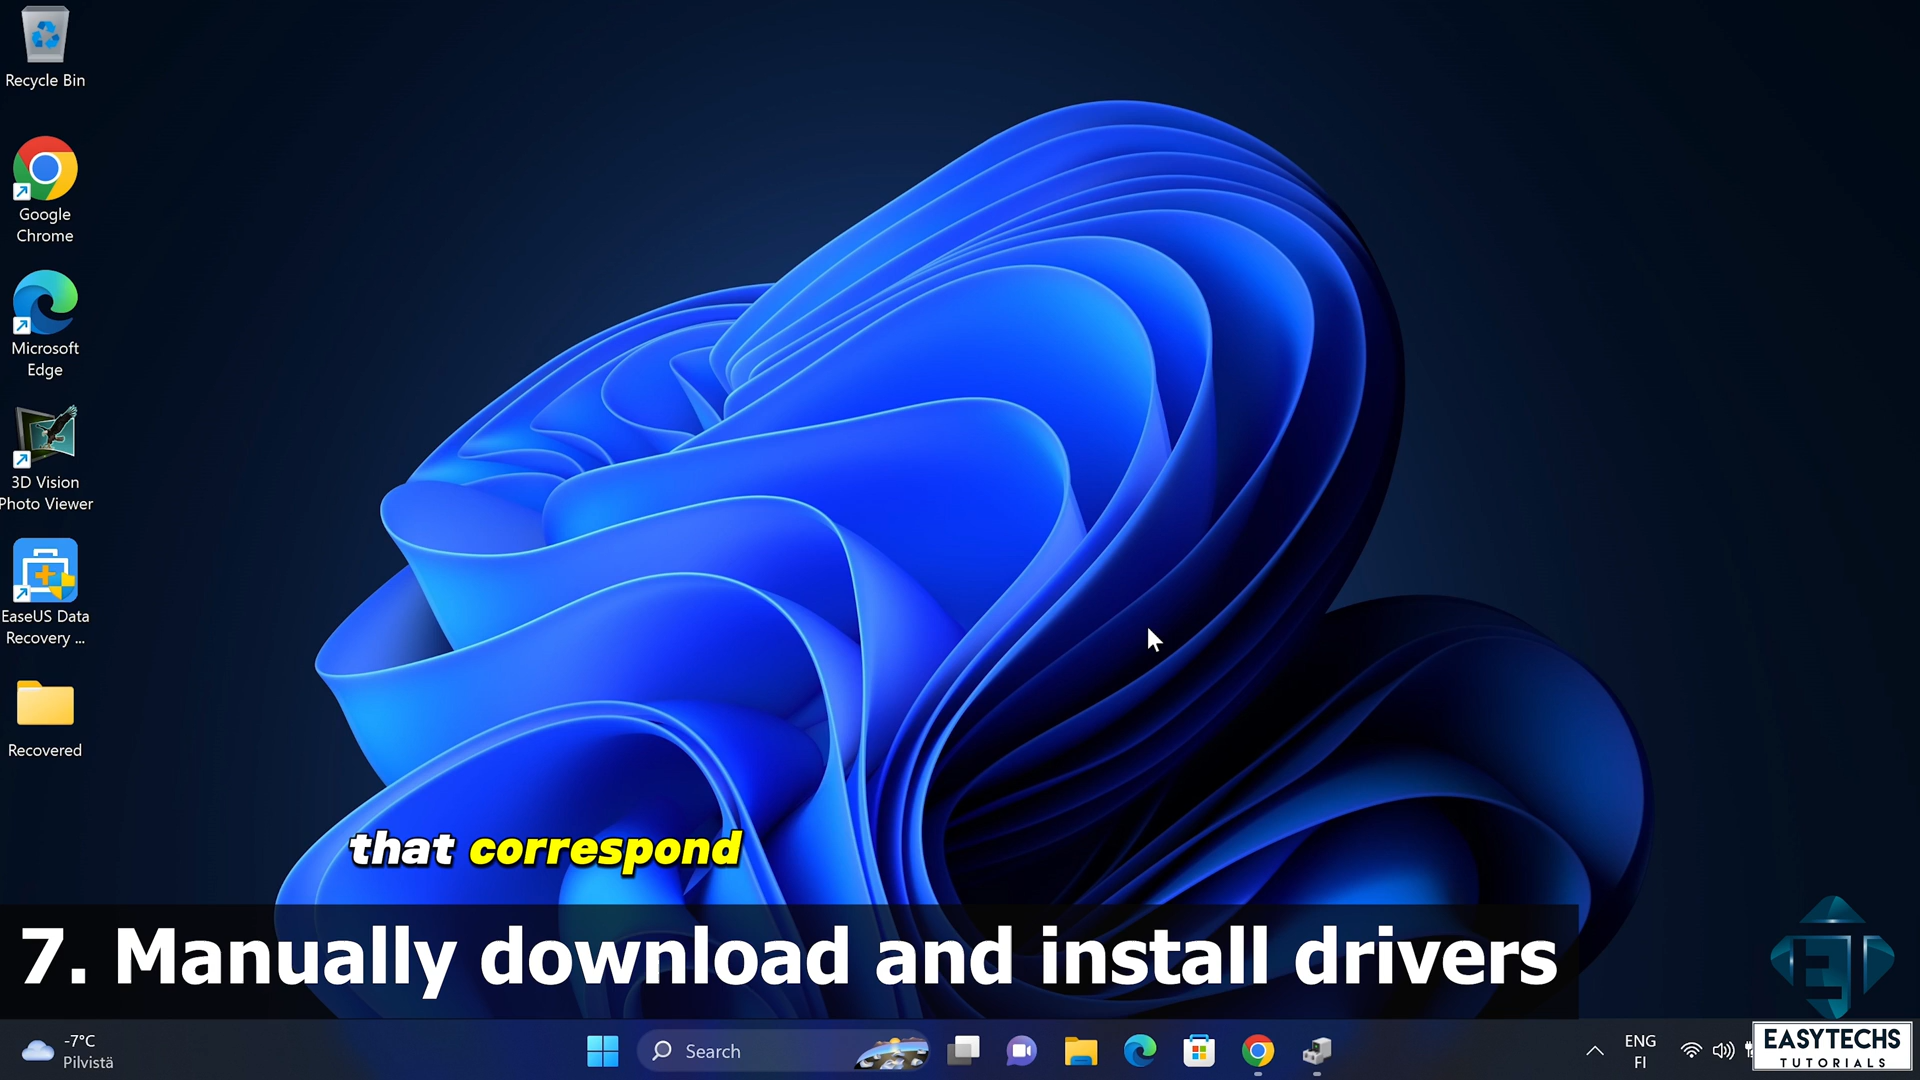 Recycle Bin
Google
Chrome
Microsoft
Edge
3D Vision
Photo Viewer
EaseUS Data
Recovery ...
Recovered
that correspond
7. Manually download and install drivers
-7°C
Pilvistä
Search
ENG
FI
EASYTECHS
TUTORIALS